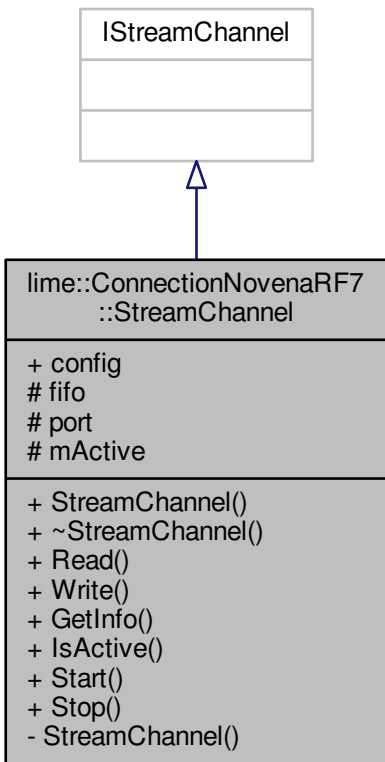 IStreamChannel
lime::ConnectionNovenaRF7
::StreamChannel
+ config
# fifo
# port
# mActive
+ StreamChannel()
+ ~StreamChannel()
+ Read()
+ Write()
+ GetInfo()
+ IsActive()
+ Start()
+ Stop()
- StreamChannel()